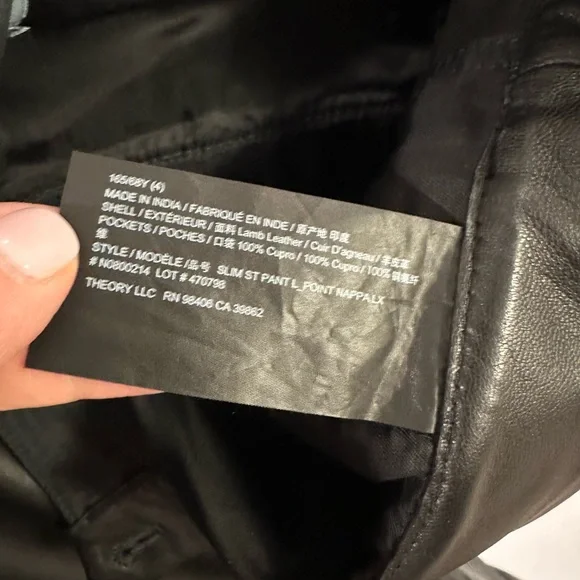 165/68Y (4)
MADE IN INDIA / FABRIQUÉ EN INDE / 原产地 印度
SHELL / EXTÉRIEUR / 面料 Lamb Leather / Cuir D'agneau / 羊皮革
POCKETS / POCHES / 口袋 100% Cupro / 100% Cupro / 100% 铜氨纤
维
STYLE / MODÈLE /品号 SLIM ST PANT L_POINT NAPPA LX
# N0800214 LOT # 470798
THEORY LLC RN 98406 CA 39862